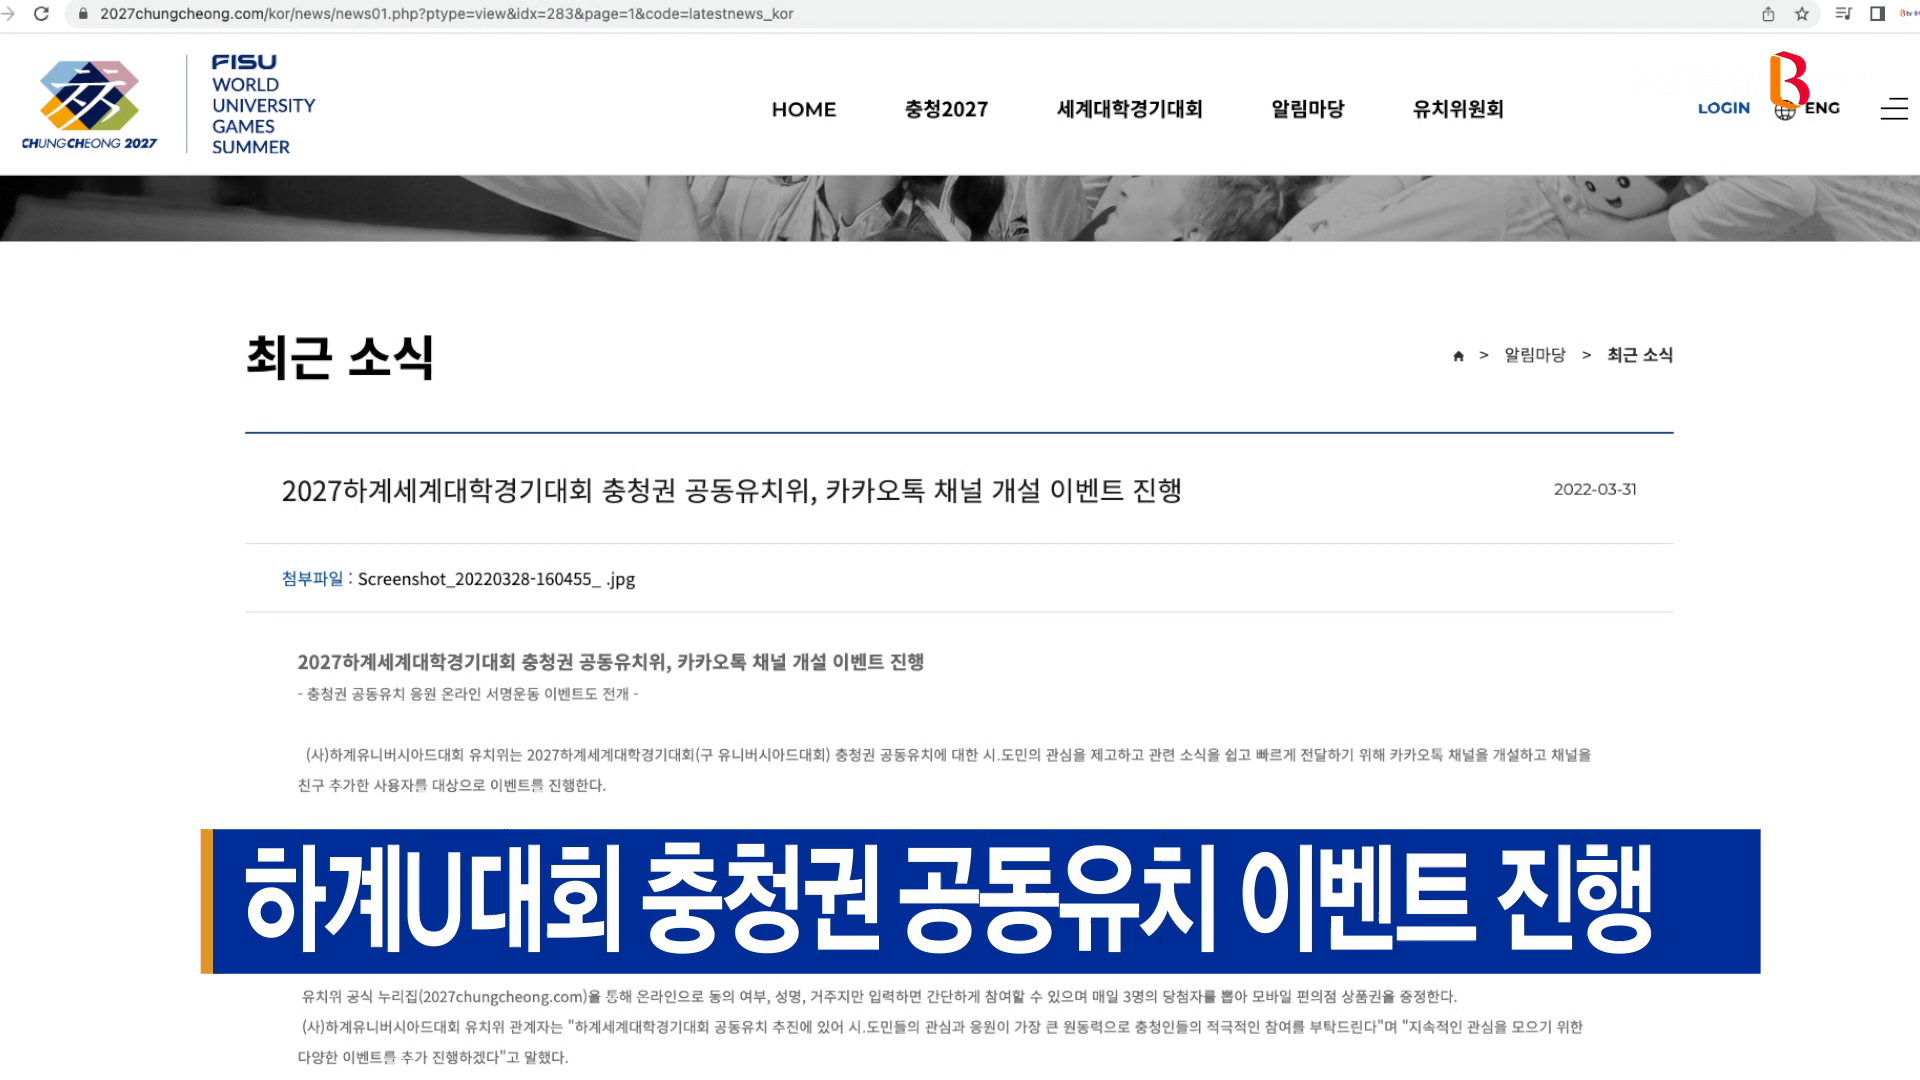 2027chungcheong.com/kor/news/news01.php?ptype=view&idx=283&page=1&code=latestnews_kor
CHUNGCHEONG 2027
FISU
WORLD
UNIVERSITY
GAMES
SUMMER
HOME 충청2027 세계대학경기대회 알림마당 유치위원회
LOGIN ENG
B
최근 소식
> 알림마당 > 최근 소식
2027하계세계대학경기대회 충청권 공동유치위, 카카오톡 채널 개설 이벤트 진행
2022-03-31
첨부파일 : Screenshot_20220328-160455_ .jpg
2027하계세계대학경기대회 충청권 공동유치위, 카카오톡 채널 개설 이벤트 진행
- 충청권 공동유치 응원 온라인 서명운동 이벤트도 전개 -
(사)하계유니버시아드대회 유치위는 2027하계세계대학경기대회(구 유니버시아드대회) 충청권 공동유치에 대한 시.도민의 관심을 제고하고 관련 소식을 쉽고 빠르게 전달하기 위해 카카오톡 채널을 개설하고 채널을
친구 추가한 사용자를 대상으로 이벤트를 진행한다.
하계U대회 충청권 공동유치 이벤트 진행
유치위 공식 누리집(2027chungcheong.com)을 통해 온라인으로 동의 여부, 성명, 거주지만 입력하면 간단하게 참여할 수 있으며 매일 3명의 당첨자를 뽑아 모바일 편의점 상품권을 증정한다.
(사)하계유니버시아드대회 유치위 관계자는 "하계세계대학경기대회 공동유치 추진에 있어 시.도민들의 관심과 응원이 가장 큰 원동력으로 충청인들의 적극적인 참여를 부탁드린다"며 "지속적인 관심을 모으기 위한
다양한 이벤트를 추가 진행하겠다"고 말했다.